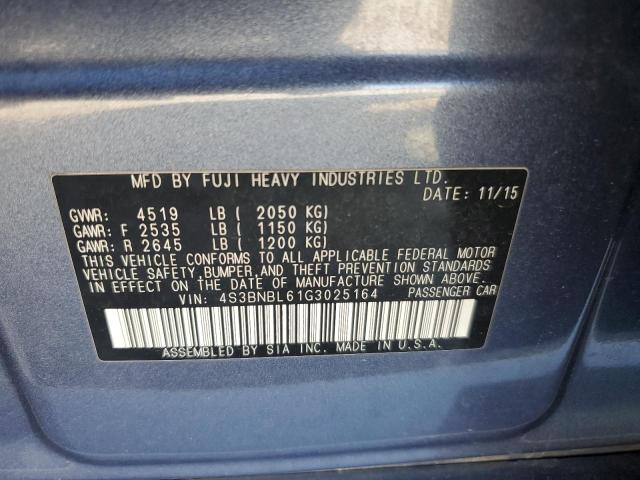 MFD BY FUJI HEAVY INDUSTRIES LTD.
DATE: 11/15
GVWR: 4519 LB ( 2050 KG)
GAWR: F 2535 LB ( 1150 KG)
GAWR: R 2645 LB ( 1200 KG)
THIS VEHICLE CONFORMS TO ALL APPLICABLE FEDERAL MOTOR
VEHICLE SAFETY,BUMPER,AND THEFT PREVENTION STANDARDS
IN EFFECT ON THE DATE OF MANUFACTURE SHOWN ABOVE.
VIN: 4S3BNBL61G3025164 PASSENGER CAR
ASSEMBLED BY SIA INC. MADE IN U.S.A.